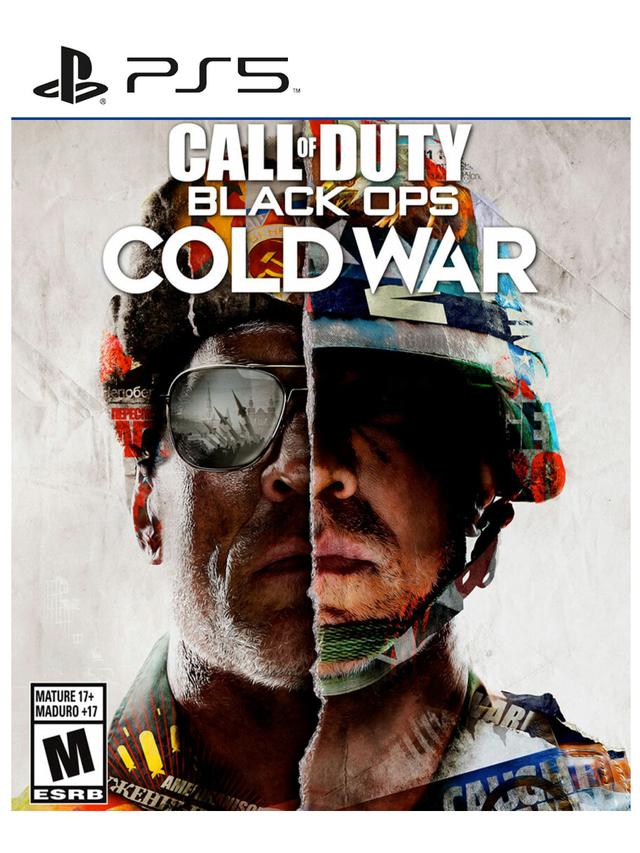 PS5
CALL OF DUTY
BLACK OPS
COLD WAR
MATURE 17+
MADURO +17
M
ESRB